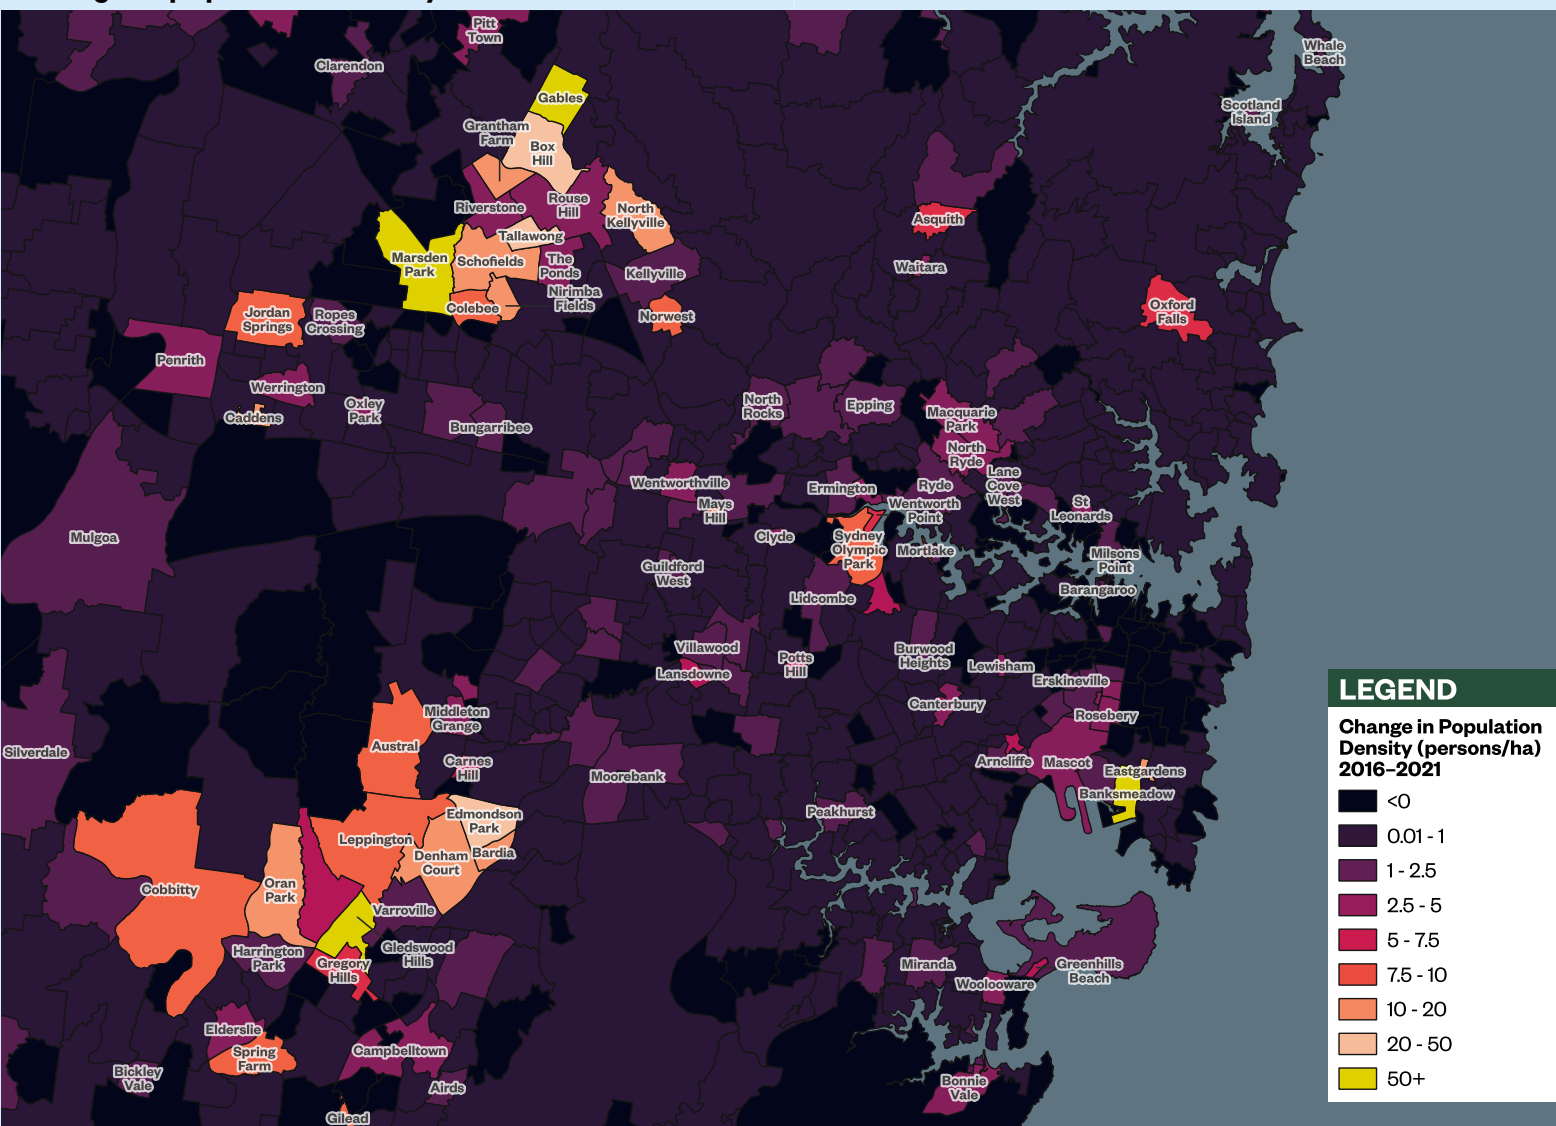 Pitt
Town
Whale
Beach
Clarendon
Gables
Scotland
Island
Grantham
Farm
Box
Hill
Riverstone
Rouse
Hill
North
Kellyville
Asquith
Tallawong
Marsden
Park
Schofields
The
Ponds
Waitara
Kellyville
Nirimba
Fields
Colebee
Norwest
Oxford
Falls
Jordan
Springs
Ropes
Crossing
Penrith
Werrington
Caddens
Oxley
Park
Bungarribee
North
Rocks
Epping
Macquarie
Park
North
Ryde
Lane
Cove
West
Wentworthville
Ermington
Ryde
Mays
Hill
Wentworth
Point
St
Leonards
Mulgoa
Clyde
Sydney
Olympic
Park
Mortlake
Milsons
Point
Guildford
West
Lidcombe
Barangaroo
Villawood
Lansdowne
Potts
Hill
Burwood
Heights
Lewisham
Erskineville
Canterbury
Rosebery
Middleton
Grange
Austral
Silverdale
Carnes
Hill
Moorebank
Arncliffe
Mascot
Eastgardens
Banksmeadow
Peakhurst
Edmondson
Park
Leppington
Denham
Court
Bardia
Cobbitty
Oran
Park
Varroville
Harrington
Park
Gregory
Hills
Gledswood
Hills
Miranda
Woolooware
Greenhills
Beach
Elderslie
Spring
Farm
Campbelltown
Bickley
Vale
Airds
Gilead
Bonnie
Vale
LEGEND
Change in Population
Density (persons/ha)
2016–2021
<0
0.01 - 1
1 - 2.5
2.5 - 5
5 - 7.5
7.5 - 10
10 - 20
20 - 50
50+